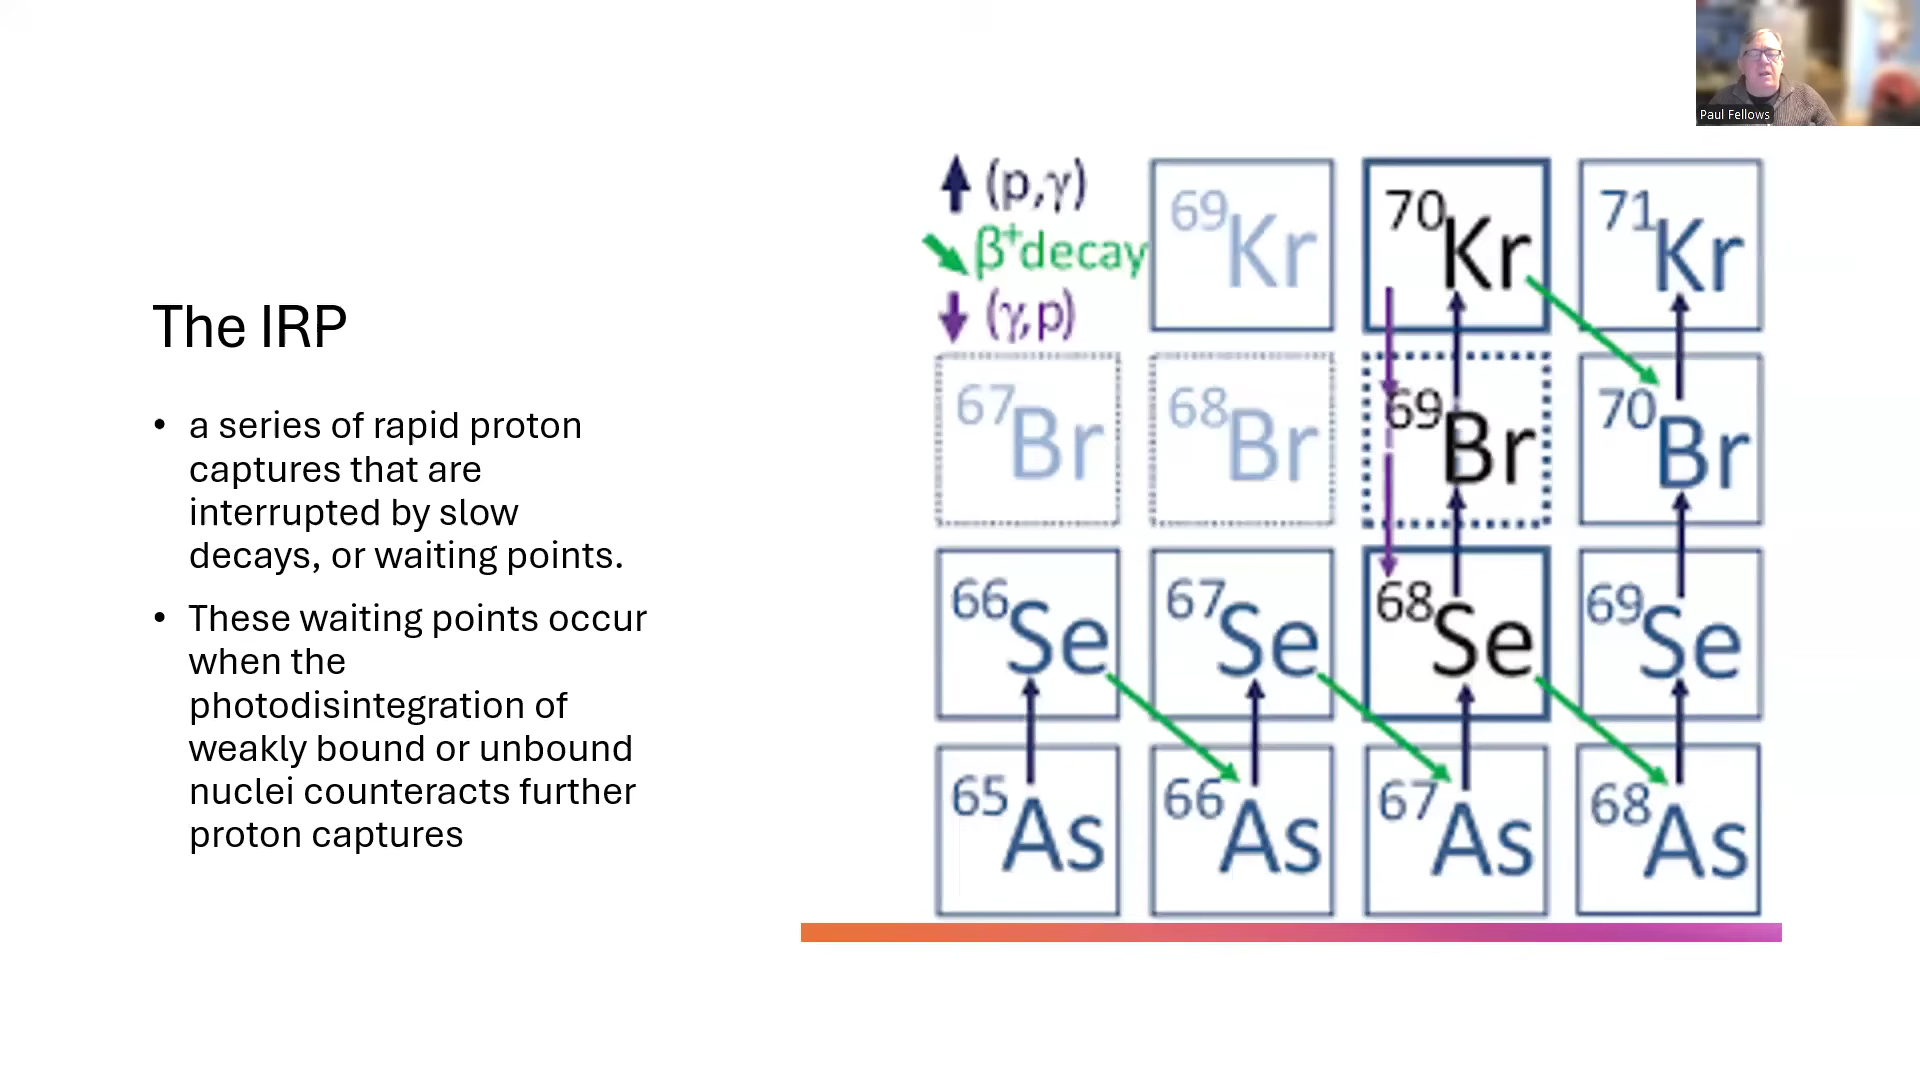 Paul Fellows
The IRP
• a series of rapid proton
captures that are
interrupted by slow
decays, or waiting points.
• These waiting points occur
when the
photodisintegration of
weakly bound or unbound
nuclei counteracts further
proton captures
(p,γ)
β⁺decay
(γ,p)
⁶⁹Kr ⁷⁰Kr ⁷¹Kr
⁶⁷Br ⁶⁸Br ⁶⁹Br ⁷⁰Br
⁶⁶Se ⁶⁷Se ⁶⁸Se ⁶⁹Se
⁶⁵As ⁶⁶As ⁶⁷As ⁶⁸As